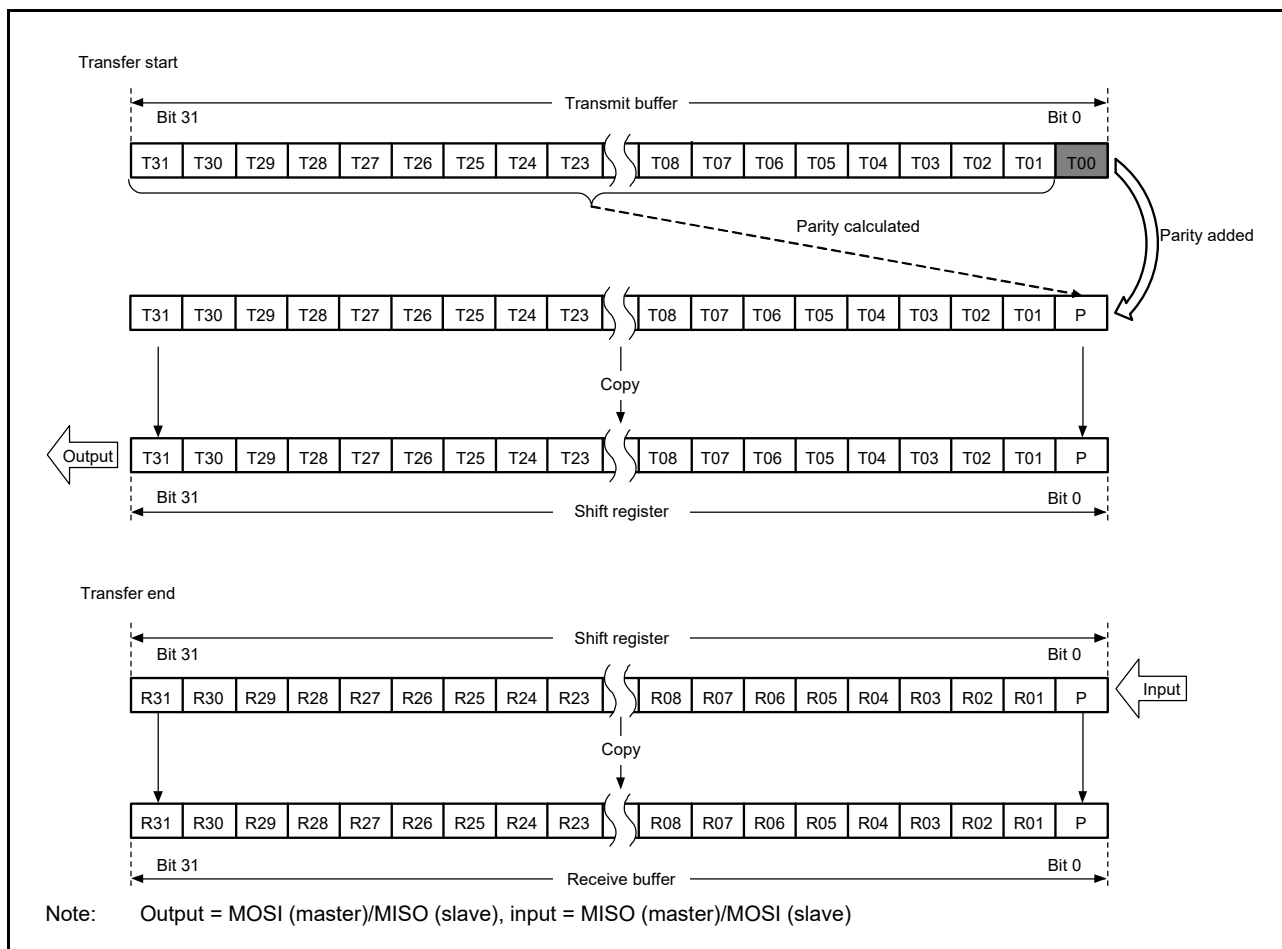 Transfer start
Transmit buffer
Bit 31 Bit 0
T31 T30 T29 T28 T27 T26 T25 T24 T23 T08 T07 T06 T05 T04 T03 T02 T01 T00
Parity calculated
Parity added
T31 T30 T29 T28 T27 T26 T25 T24 T23 T08 T07 T06 T05 T04 T03 T02 T01 P
Copy
Output
T31 T30 T29 T28 T27 T26 T25 T24 T23 T08 T07 T06 T05 T04 T03 T02 T01 P
Bit 31 Bit 0
Shift register
Transfer end
Shift register
Bit 31 Bit 0
R31 R30 R29 R28 R27 R26 R25 R24 R23 R08 R07 R06 R05 R04 R03 R02 R01 P
Input
Copy
R31 R30 R29 R28 R27 R26 R25 R24 R23 R08 R07 R06 R05 R04 R03 R02 R01 P
Bit 31 Bit 0
Receive buffer
Note: Output = MOSI (master)/MISO (slave), input = MISO (master)/MOSI (slave)